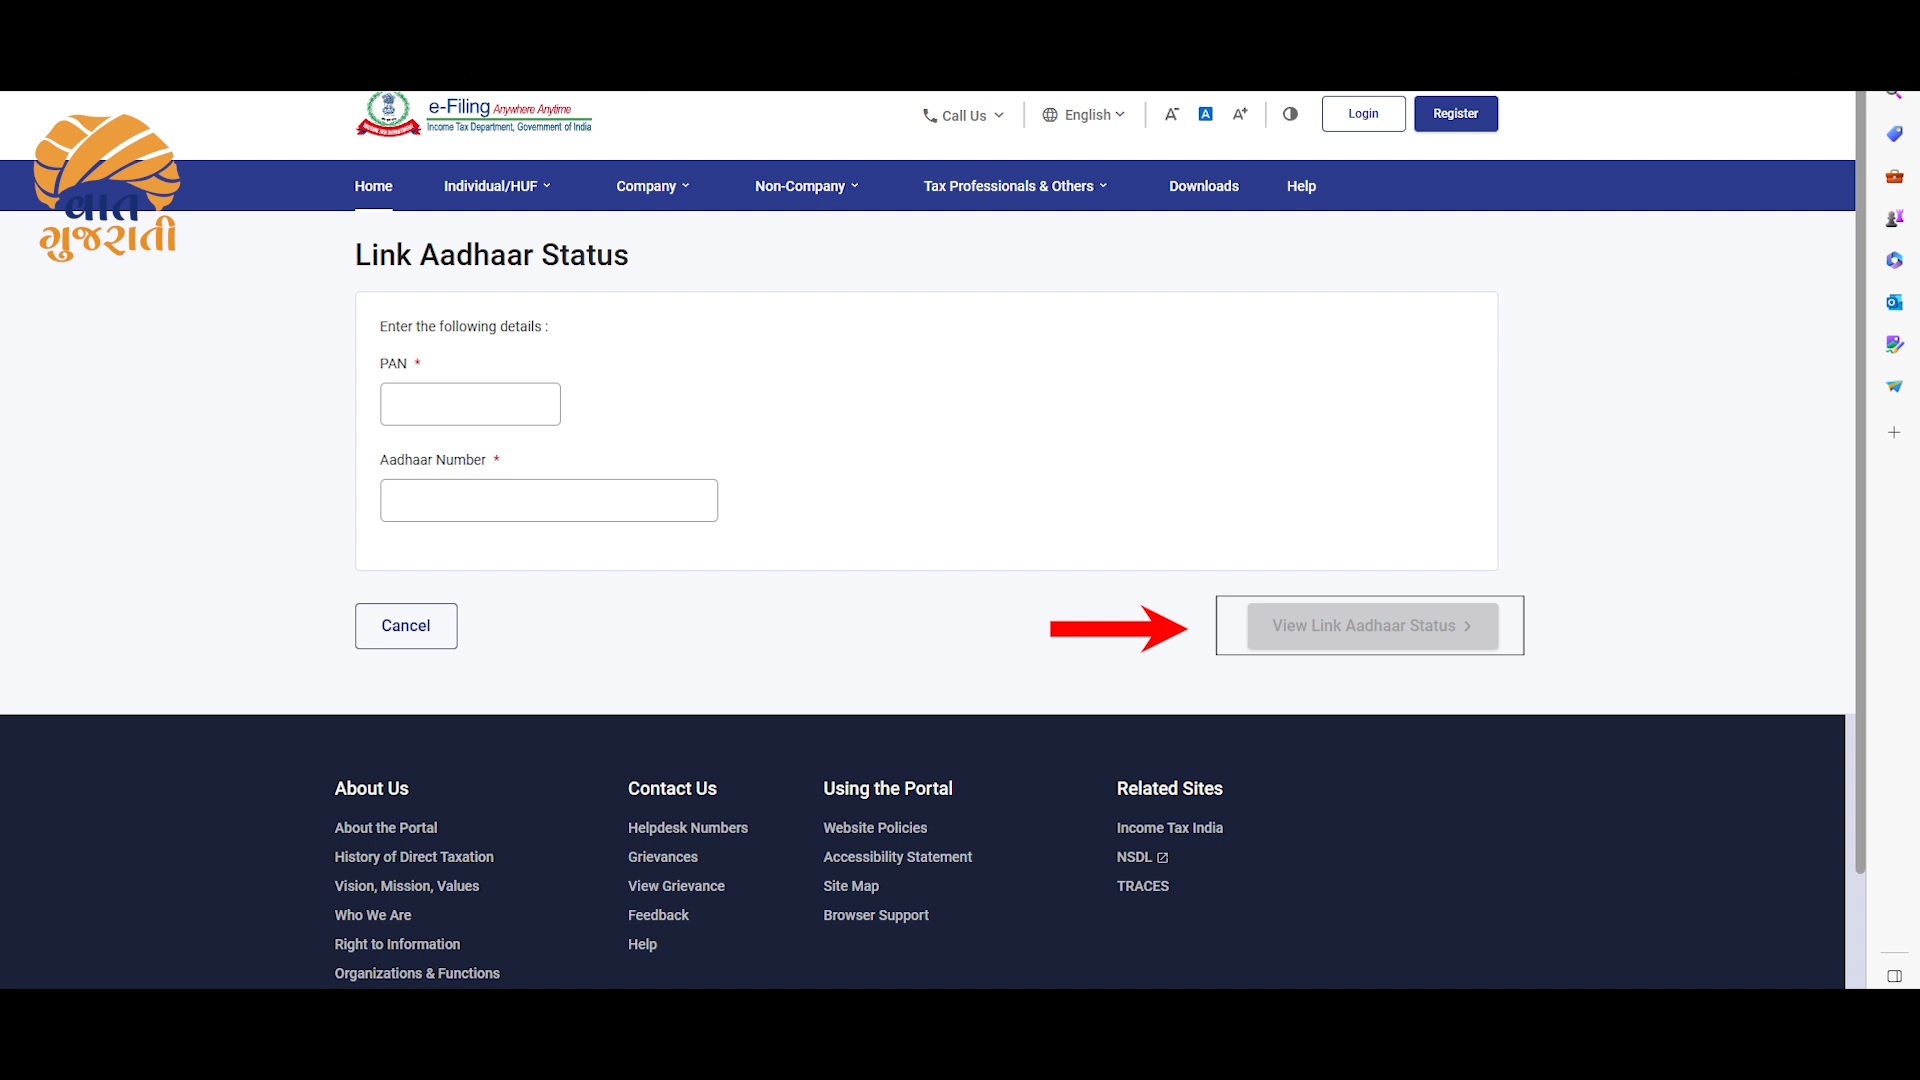 e-Filing Anywhere Anytime
Income Tax Department, Government of India
Call Us
English
A-
A
A+
Login
Register
વાત
ગુજરાતી
Home
Individual/HUF
Company
Non-Company
Tax Professionals & Others
Downloads
Help
Link Aadhaar Status
Enter the following details :
PAN *
Aadhaar Number *
Cancel
View Link Aadhaar Status >
About Us
About the Portal
History of Direct Taxation
Vision, Mission, Values
Who We Are
Right to Information
Organizations & Functions
Contact Us
Helpdesk Numbers
Grievances
View Grievance
Feedback
Help
Using the Portal
Website Policies
Accessibility Statement
Site Map
Browser Support
Related Sites
Income Tax India
NSDL
TRACES